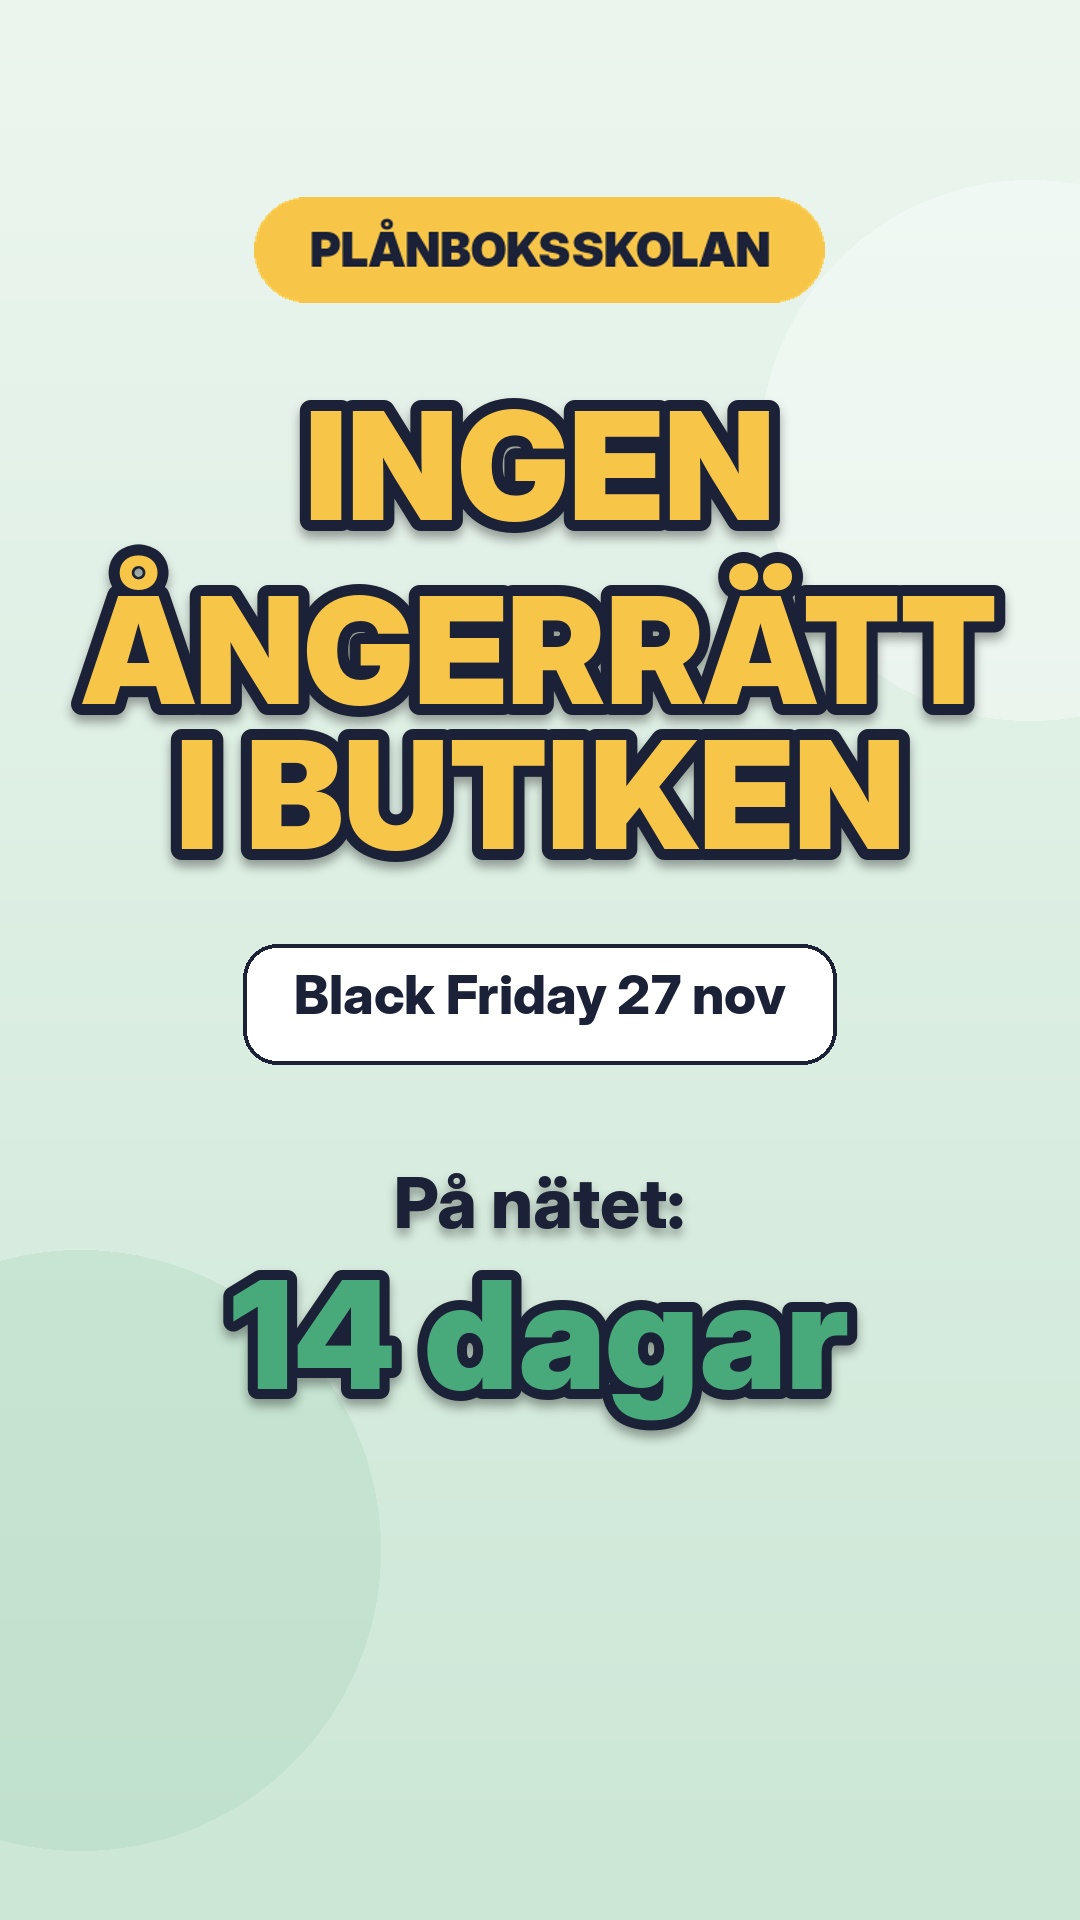 PLÅNBOKSSKOLAN
INGEN
ÅNGERRÄTT
I BUTIKEN
Black Friday 27 nov
På nätet:
14 dagar